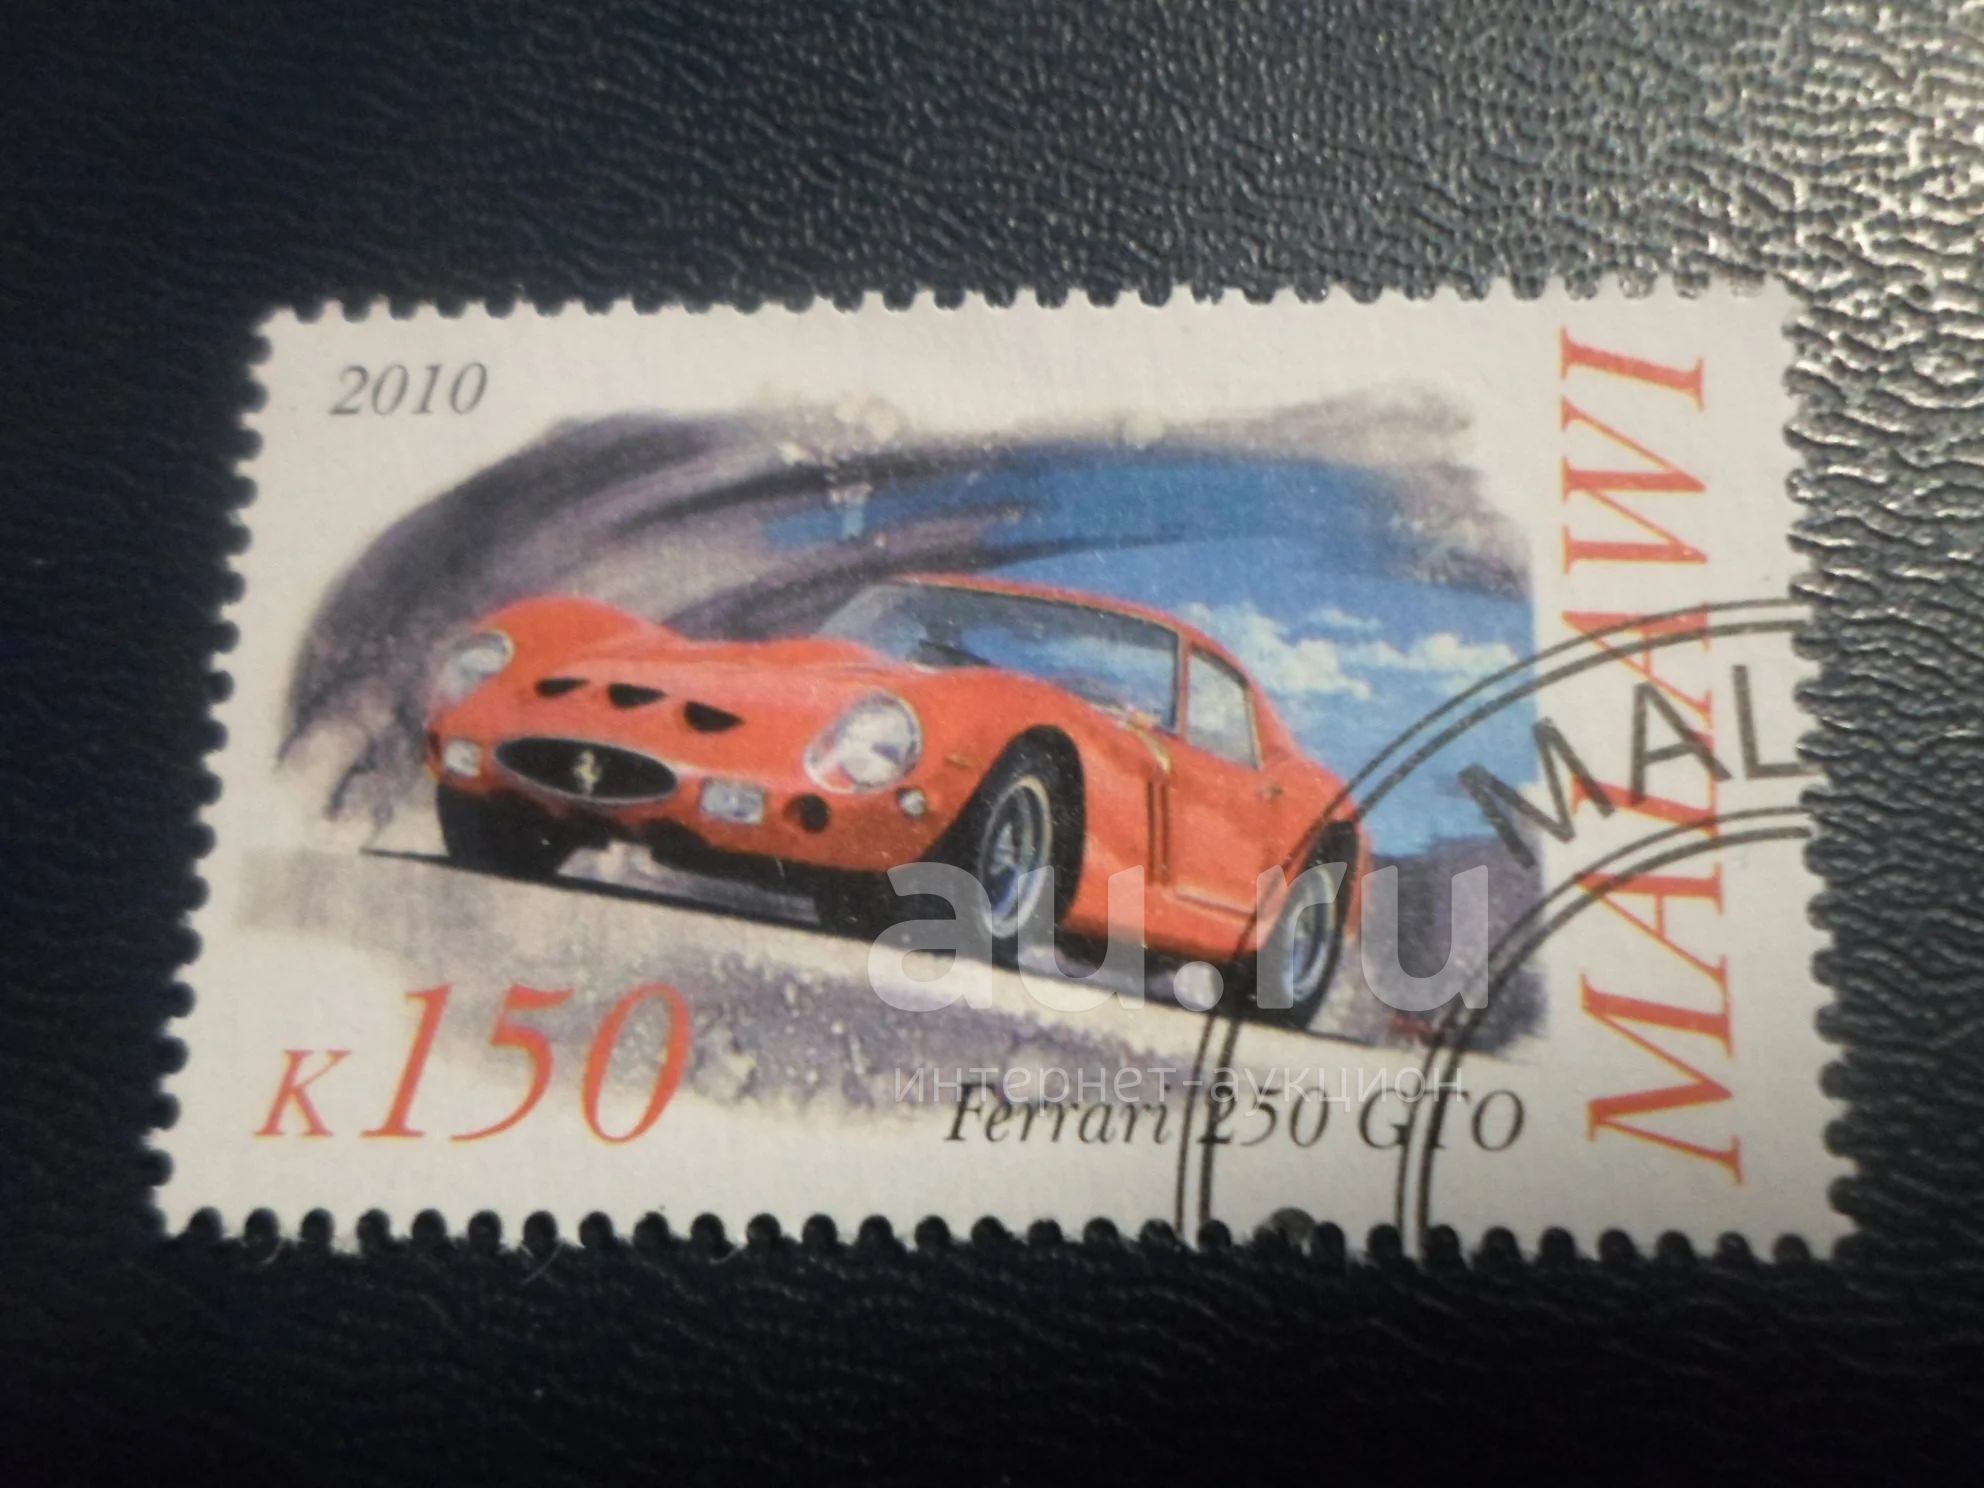 2010
MALAWI
MAL
K150
Ferrari 250 GTO
au.ru
интернет-аукцион